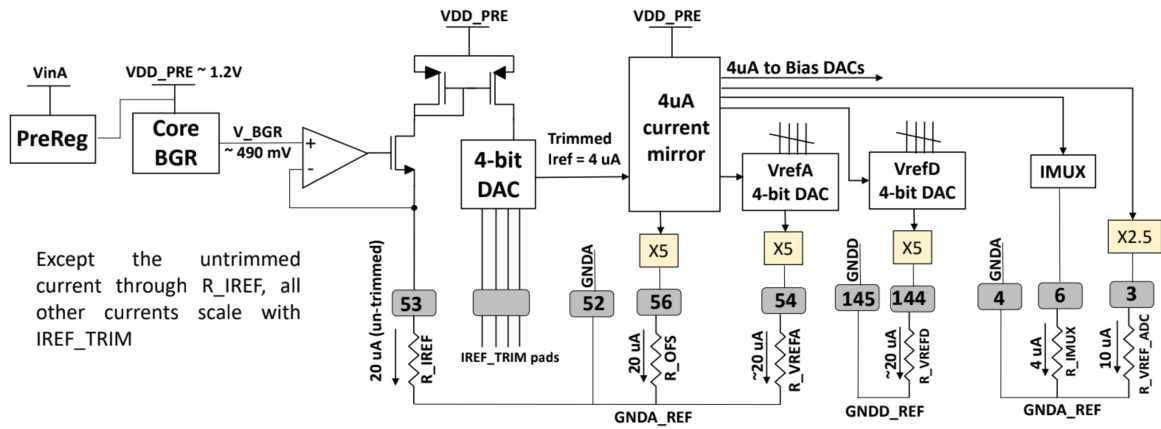 VDD_PRE
VDD_PRE
VinA
VDD_PRE ~ 1.2V
4uA to Bias DACs
PreReg
Core
BGR
V_BGR
~ 490 mV
+
-
4-bit
DAC
Trimmed
Iref = 4 uA
4uA
current
mirror
VrefA
4-bit DAC
VrefD
4-bit DAC
IMUX
X5
X5
X5
X2.5
Except the untrimmed
current through R_IREF, all
other currents scale with
IREF_TRIM
20 uA (un-trimmed)
GNDA
GNDD
GNDA
53
52
56
54
145
144
4
6
3
R_IREF
IREF_TRIM pads
20 uA
R_OFS
~20 uA
R_VREFA
~20 uA
R_VREFD
4 uA
R_IMUX
10 uA
R_VREF_ADC
GNDA_REF
GNDD_REF
GNDA_REF